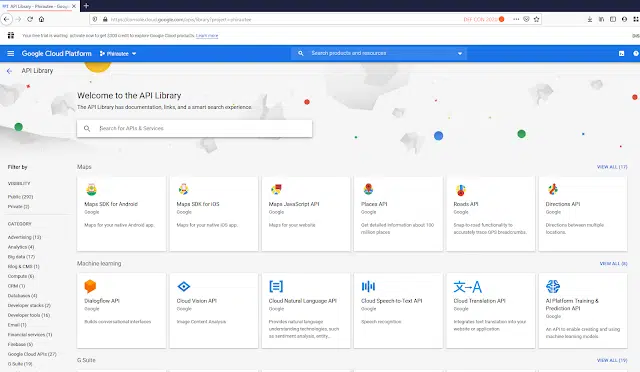 API Library - Phirautee - Goog
https://console.cloud.google.com/apis/library?project=phirautee
DEF CON 2020
Your free trial is waiting: activate now to get $300 credit to explore Google Cloud products. Learn more
DIS
Google Cloud Platform
Phirautee
Search products and resources
API Library
Welcome to the API Library
The API Library has documentation, links, and a smart search experience.
Search for APIs & Services
Filter by
VISIBILITY
Public (292)
Private (2)
CATEGORY
Advertising (13)
Analytics (4)
Big data (17)
Blog & CMS (1)
Compute (6)
CRM (1)
Databases (4)
Developer stacks (2)
Developer tools (16)
Email (1)
Financial services (1)
Firebase (5)
Google Cloud APIs (27)
G Suite (19)
Maps
VIEW ALL (17)
Maps SDK for Android
Google
Maps for your native Android app.
Maps SDK for iOS
Google
Maps for your native iOS app.
Maps JavaScript API
Google
Maps for your website
Places API
Google
Get detailed information about 100
million places
Roads API
Google
Snap-to-road functionality to
accurately trace GPS breadcrumbs.
Directions API
Google
Directions between multiple
locations.
Machine learning
VIEW ALL (8)
Dialogflow API
Google
Builds conversational interfaces
Cloud Vision API
Google
Image Content Analysis
Cloud Natural Language API
Google
Provides natural language
understanding technologies, such
as sentiment analysis, entity...
Cloud Speech-to-Text API
Google
Speech recognition
Cloud Translation API
Google
Integrates text translation into your
website or application.
AI Platform Training &
Prediction API
Google
An API to enable creating and using
machine learning models.
G Suite
VIEW ALL (19)